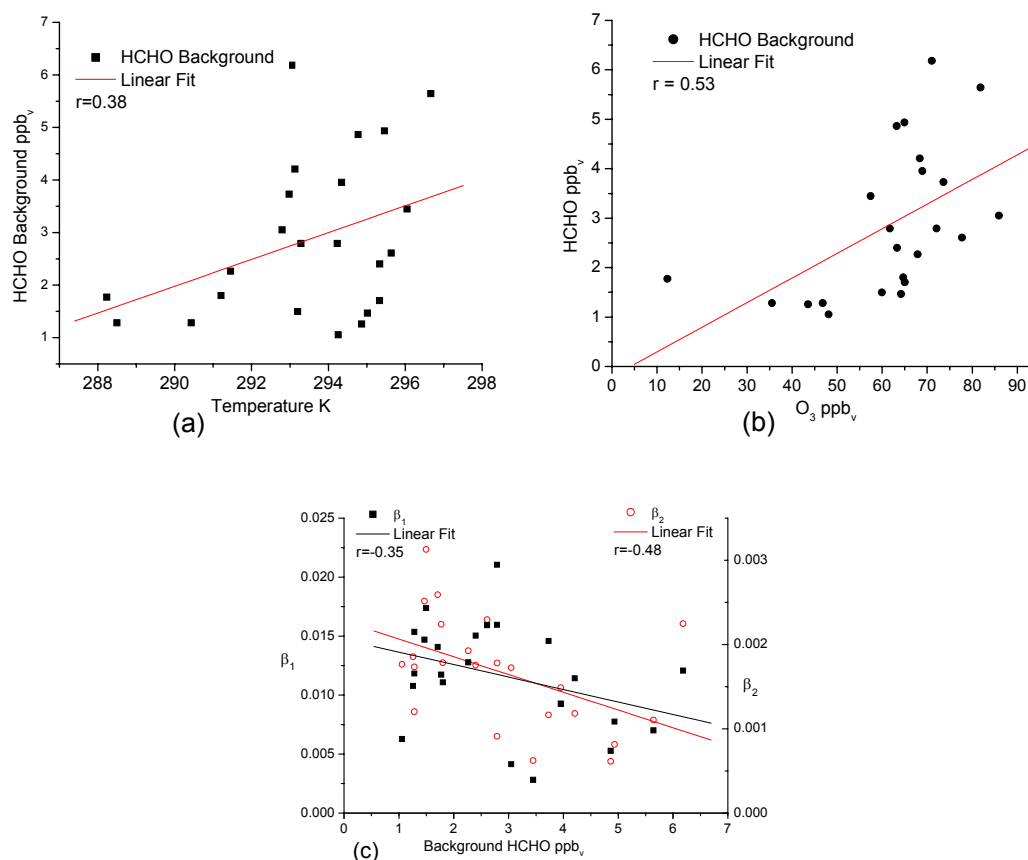 HCHO Background
Linear Fit
r=0.38
HCHO Background ppbv
7
6
5
4
3
2
1
288 290 292 294 296 298
Temperature K
(a)
HCHO Background
Linear Fit
r = 0.53
HCHO ppbv
7
6
5
4
3
2
1
0
0 10 20 30 40 50 60 70 80 90
O3 ppbv
(b)
β1
Linear Fit
r=-0.35
β2
Linear Fit
r=-0.48
β1
0.025
0.020
0.015
0.010
0.005
0.000
0.003
0.002
0.001
0.000
β2
0 1 2 3 4 5 6 7
Background HCHO ppbv
(c)